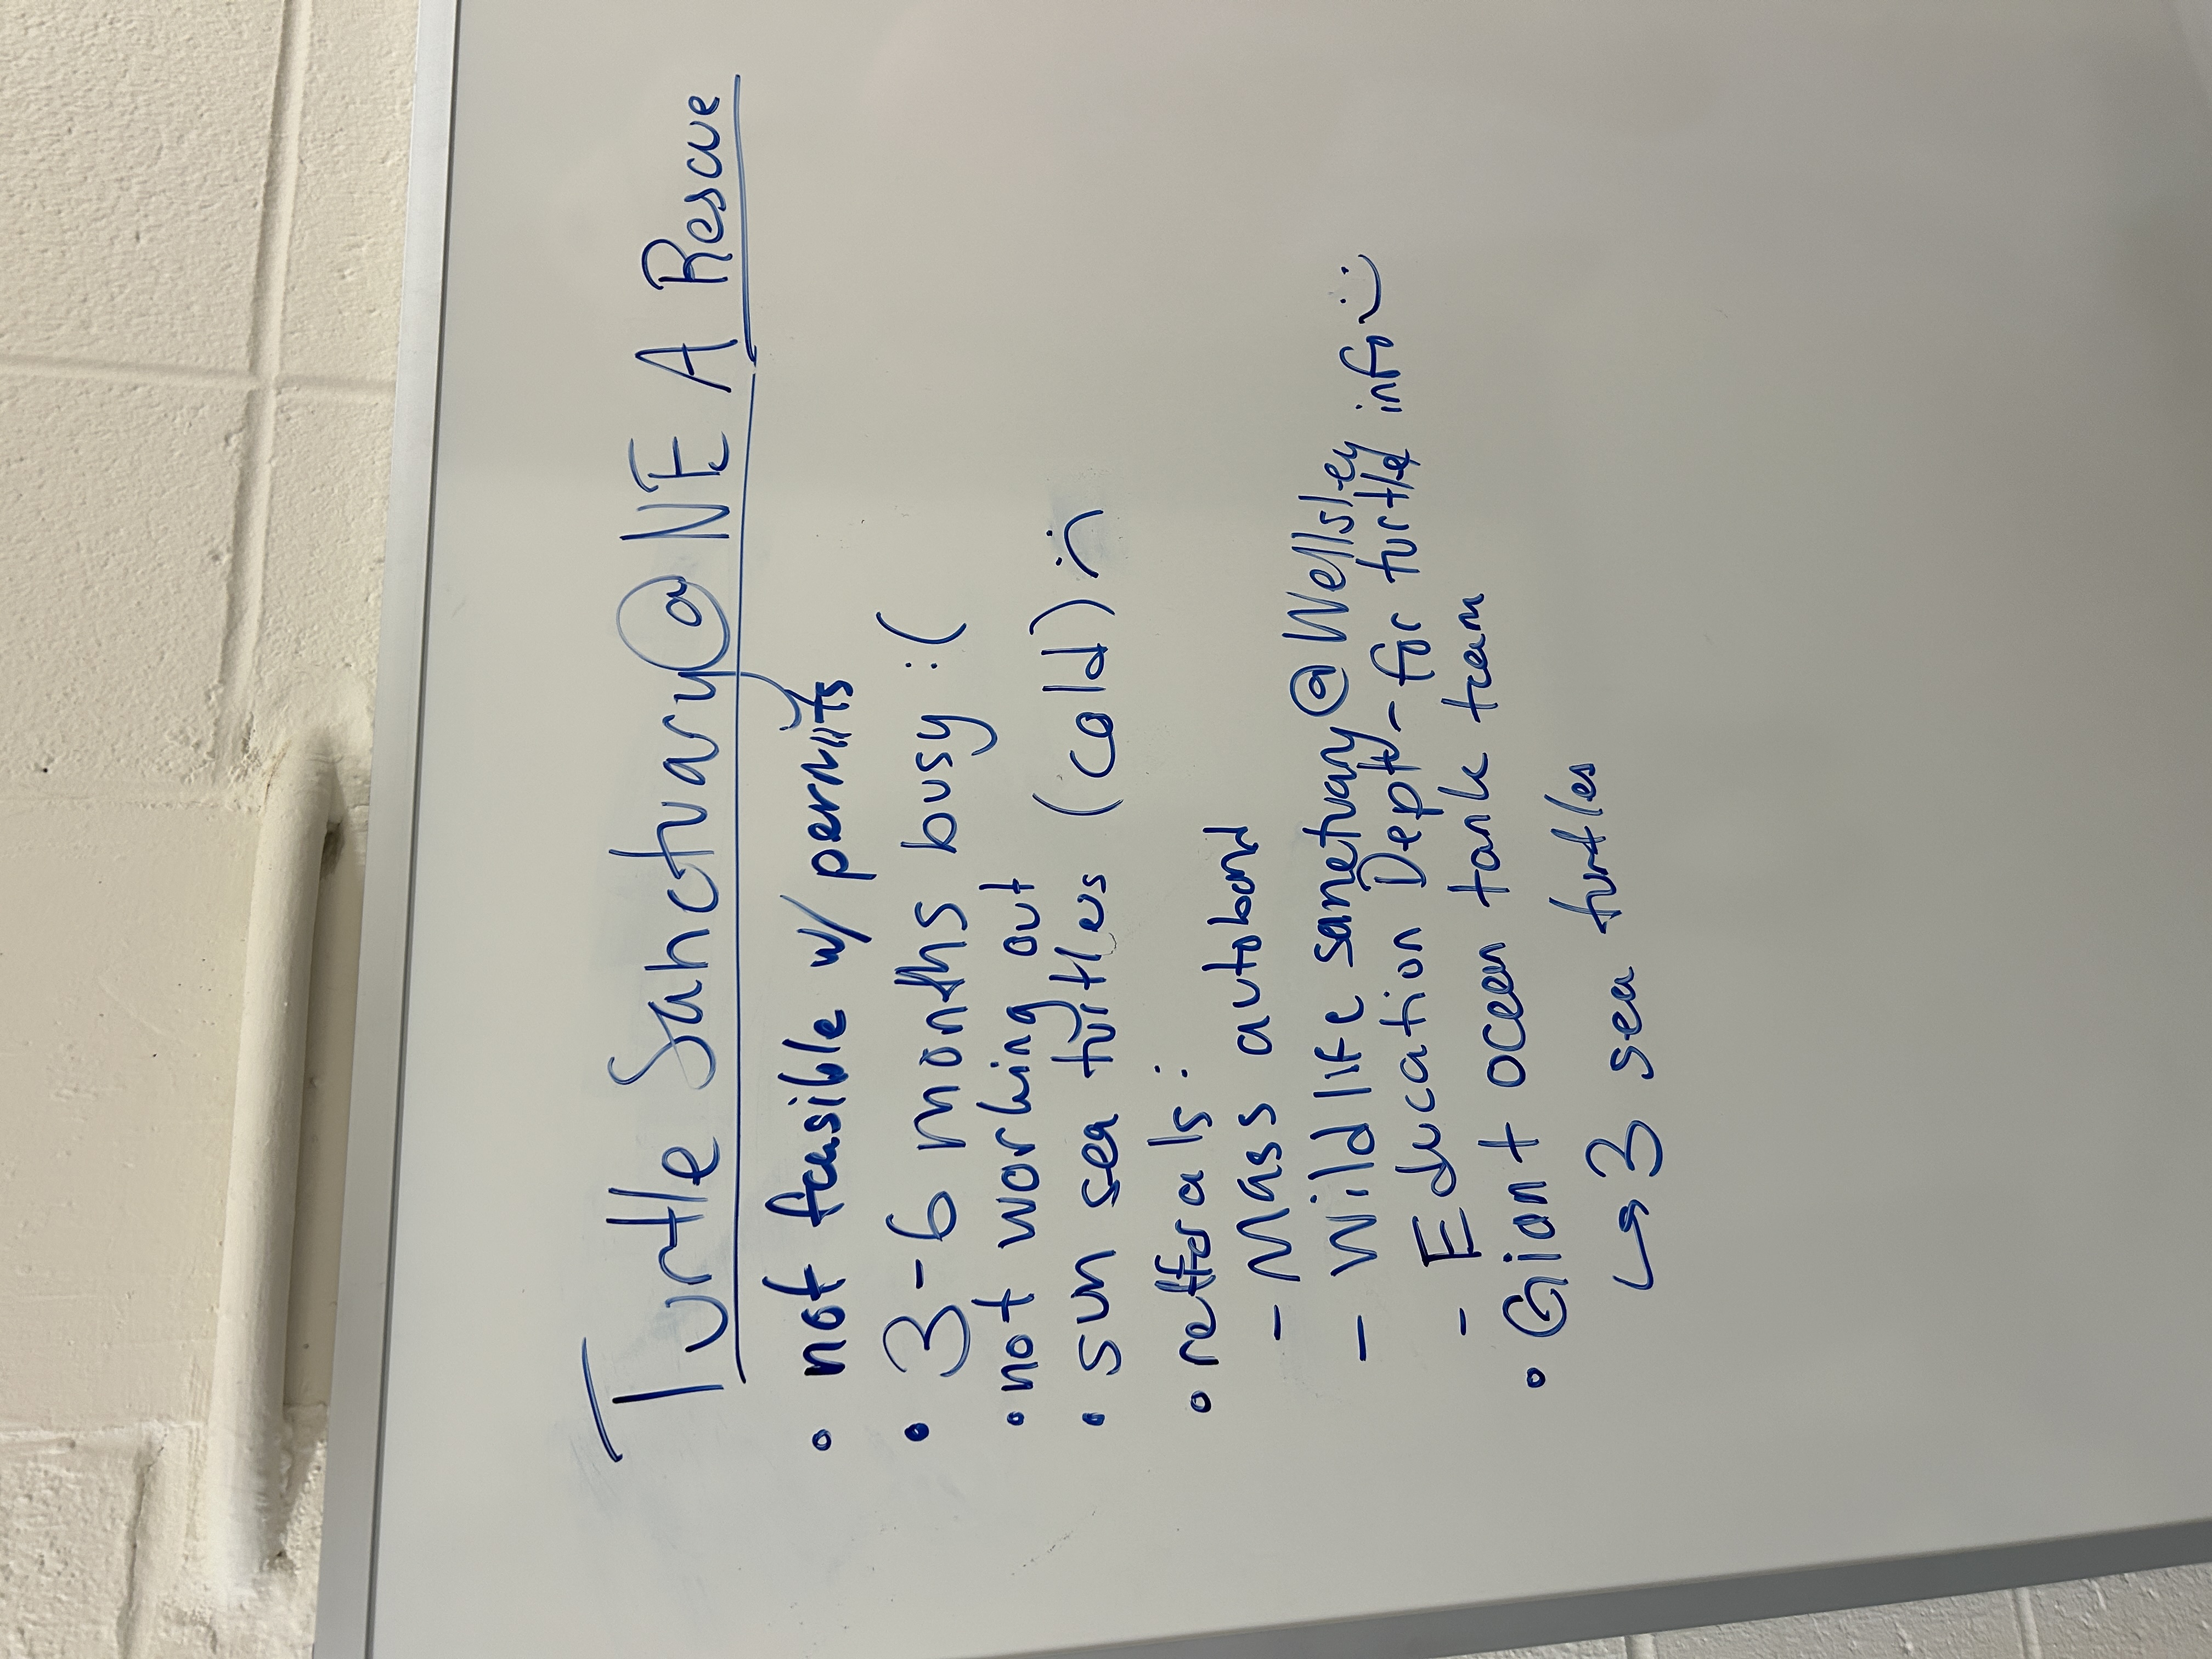 Turtle Sanctuary @ NE A Rescue
• not feasible w/ permits
• 3-6 months busy :(
• not working out
• sun sea turtles (cold) :(
• refferals:
- Mass autobond
- Wildlife sanctuary @ Wellsley
- Education Dept - for turtle info :)
• Giant ocean tank team
↳ 3 sea turtles